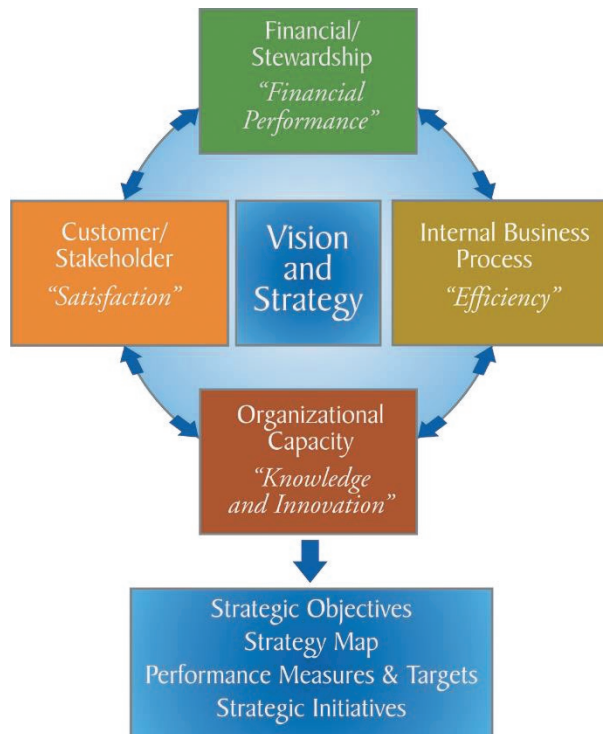 Financial/
Stewardship
“Financial
Performance”
Customer/
Stakeholder
“Satisfaction”
Vision
and
Strategy
Internal Business
Process
“Efficiency”
Organizational
Capacity
“Knowledge
and Innovation”
Strategic Objectives
Strategy Map
Performance Measures & Targets
Strategic Initiatives